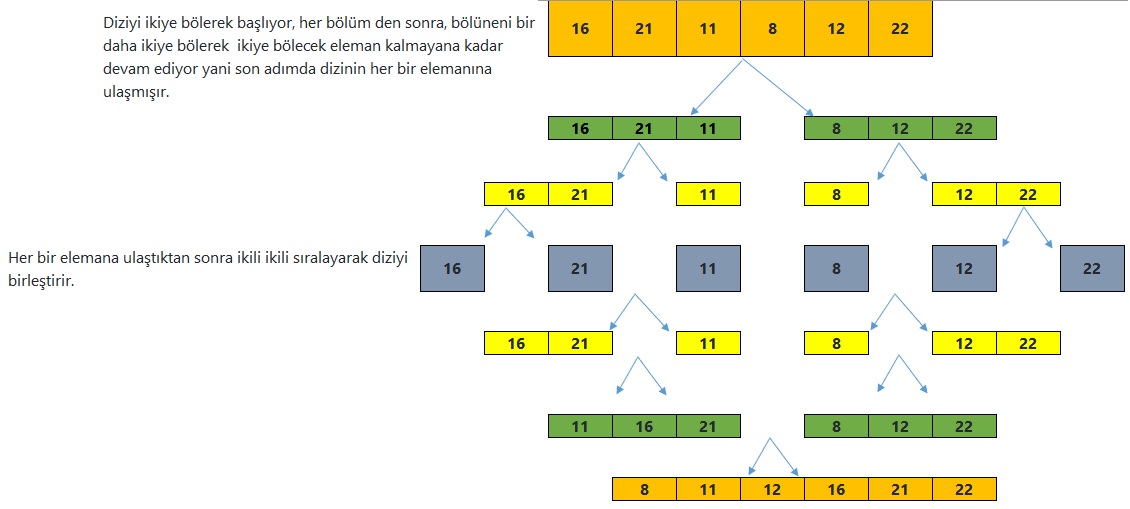 Diziyi ikiye bölerek başlıyor, her bölüm den sonra, bölüneni bir
daha ikiye bölerek ikiye bölecek eleman kalmayana kadar
devam ediyor yani son adımda dizinin her bir elemanına
ulaşmışır.
16 21 11 8 12 22
16 21 11 8 12 22
16 21 11 8 12 22
Her bir elemana ulaştıktan sonra ikili ikili sıralayarak diziyi
birleştirir.
16 21 11 8 12 22
16 21 11 8 12 22
11 16 21 8 12 22
8 11 12 16 21 22